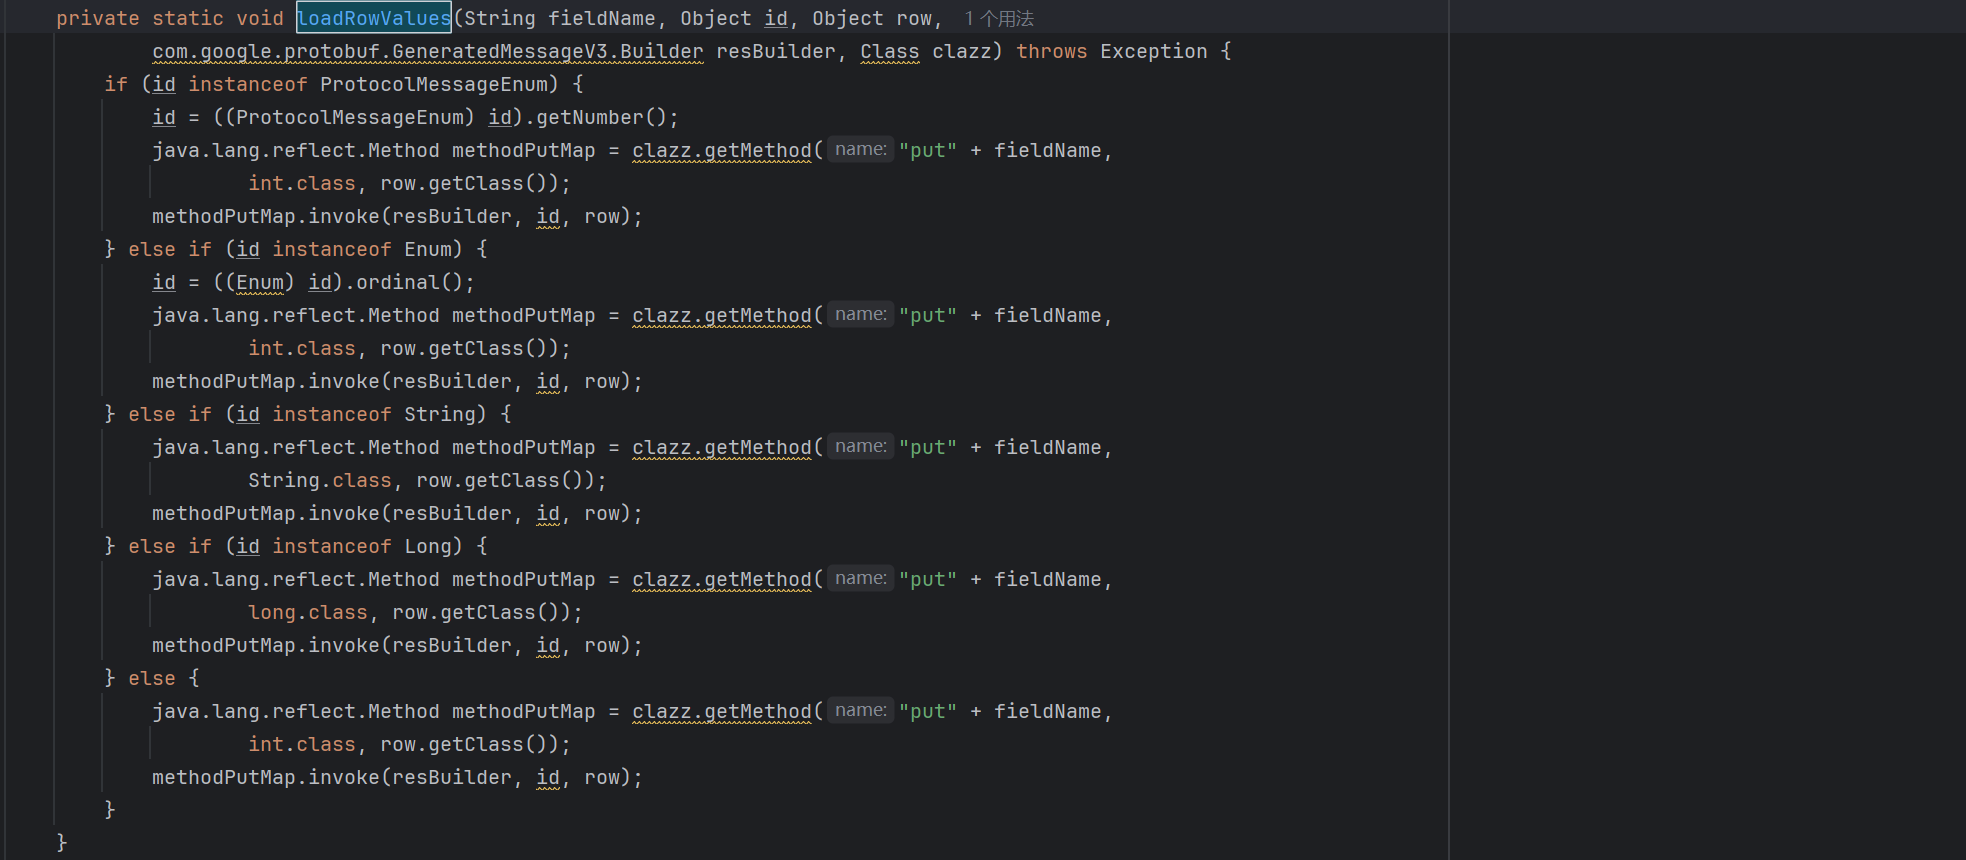 private static void loadRowValues(String fieldName, Object id, Object row, 1 个用法
        com.google.protobuf.GeneratedMessageV3.Builder resBuilder, Class clazz) throws Exception {
    if (id instanceof ProtocolMessageEnum) {
        id = ((ProtocolMessageEnum) id).getNumber();
        java.lang.reflect.Method methodPutMap = clazz.getMethod( name: "put" + fieldName,
                int.class, row.getClass());
        methodPutMap.invoke(resBuilder, id, row);
    } else if (id instanceof Enum) {
        id = ((Enum) id).ordinal();
        java.lang.reflect.Method methodPutMap = clazz.getMethod( name: "put" + fieldName,
                int.class, row.getClass());
        methodPutMap.invoke(resBuilder, id, row);
    } else if (id instanceof String) {
        java.lang.reflect.Method methodPutMap = clazz.getMethod( name: "put" + fieldName,
                String.class, row.getClass());
        methodPutMap.invoke(resBuilder, id, row);
    } else if (id instanceof Long) {
        java.lang.reflect.Method methodPutMap = clazz.getMethod( name: "put" + fieldName,
                long.class, row.getClass());
        methodPutMap.invoke(resBuilder, id, row);
    } else {
        java.lang.reflect.Method methodPutMap = clazz.getMethod( name: "put" + fieldName,
                int.class, row.getClass());
        methodPutMap.invoke(resBuilder, id, row);
    }
}